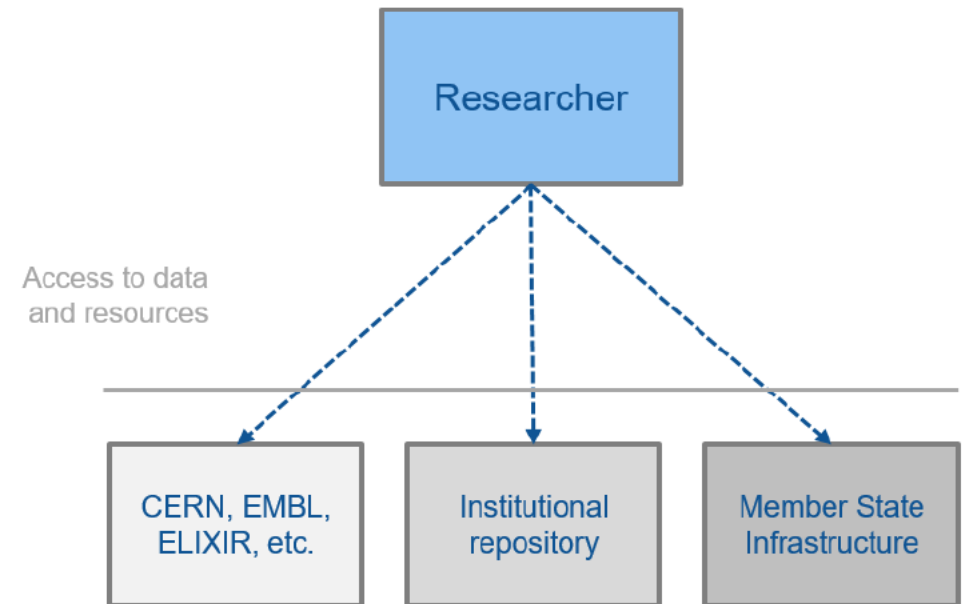 Researcher
Access to data
and resources
CERN, EMBL,
ELIXIR, etc.
Institutional
repository
Member State
Infrastructure